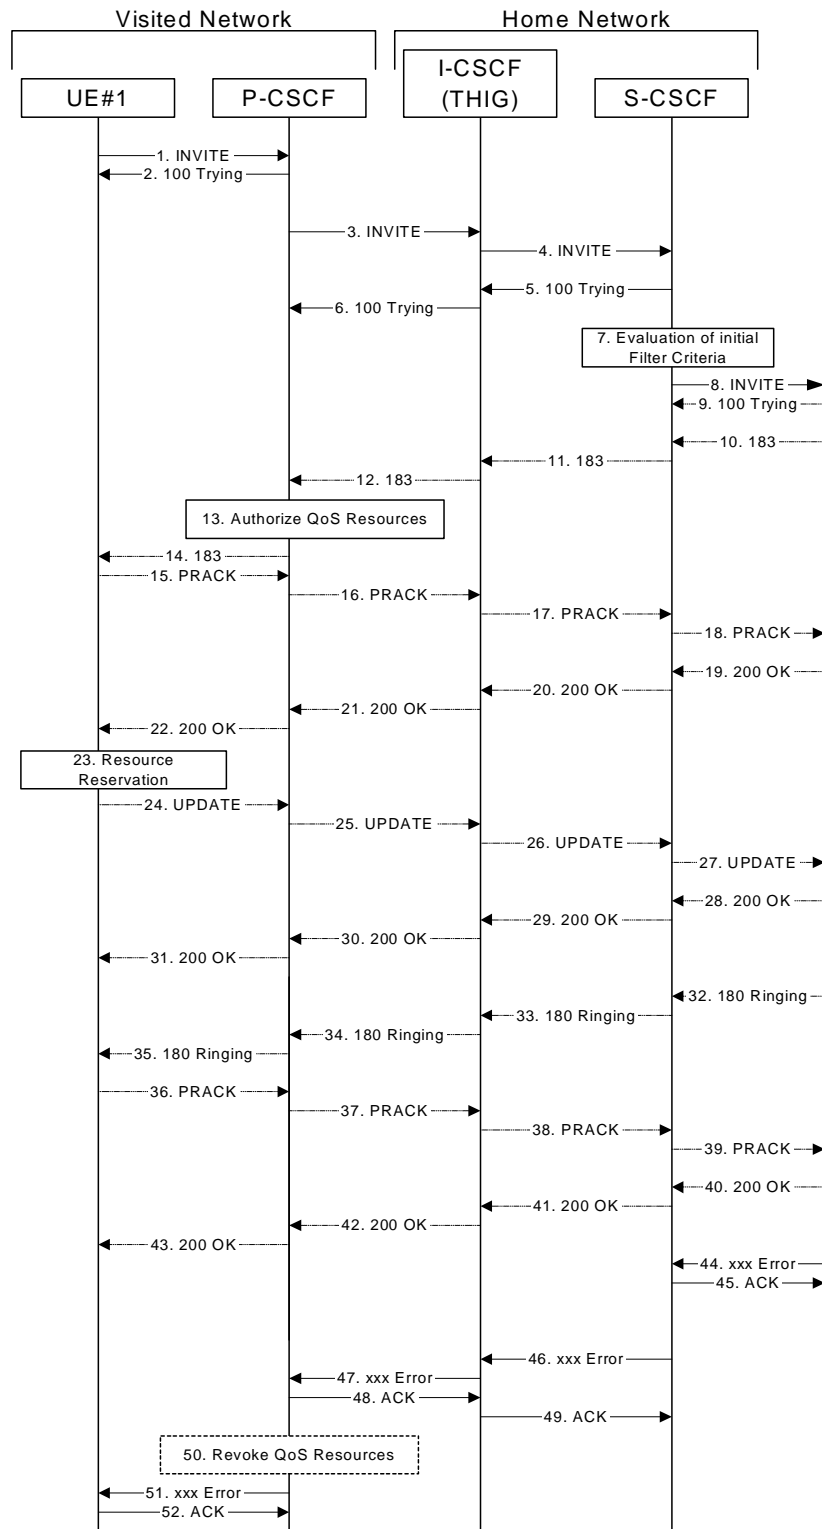 Visited Network
Home Network
UE#1
P-CSCF
I-CSCF
(THIG)
S-CSCF
1. INVITE
2. 100 Trying
3. INVITE
4. INVITE
5. 100 Trying
6. 100 Trying
7. Evaluation of initial
Filter Criteria
8. INVITE
9. 100 Trying
10. 183
11. 183
12. 183
13. Authorize QoS Resources
14. 183
15. PRACK
16. PRACK
17. PRACK
18. PRACK
19. 200 OK
20. 200 OK
21. 200 OK
22. 200 OK
23. Resource
Reservation
24. UPDATE
25. UPDATE
26. UPDATE
27. UPDATE
28. 200 OK
29. 200 OK
30. 200 OK
31. 200 OK
32. 180 Ringing
33. 180 Ringing
34. 180 Ringing
35. 180 Ringing
36. PRACK
37. PRACK
38. PRACK
39. PRACK
40. 200 OK
41. 200 OK
42. 200 OK
43. 200 OK
44. xxx Error
45. ACK
46. xxx Error
47. xxx Error
48. ACK
49. ACK
50. Revoke QoS Resources
51. xxx Error
52. ACK